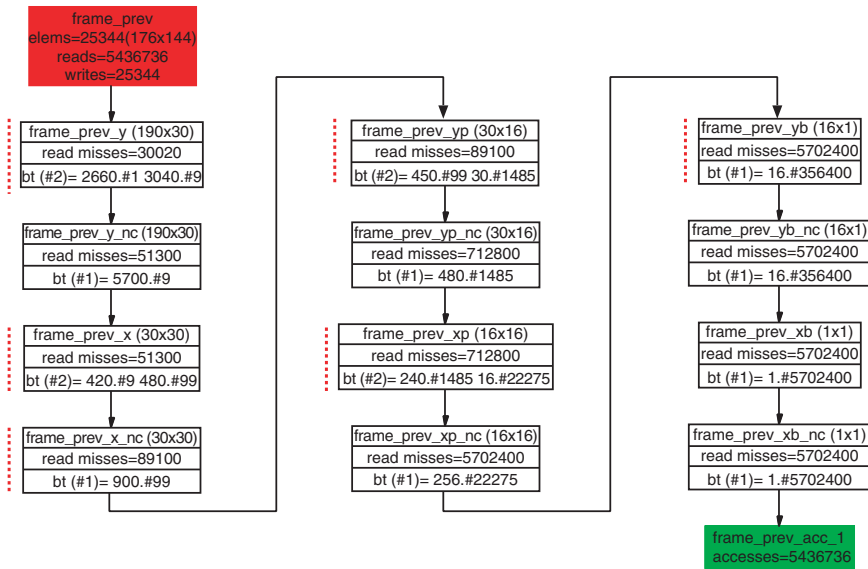 frame_prev
elems=25344(176x144)
reads=5436736
writes=25344
frame_prev_y (190x30)
read misses=30020
bt (#2)= 2660.#1 3040.#9
frame_prev_y_nc (190x30)
read misses=51300
bt (#1)= 5700.#9
frame_prev_x (30x30)
read misses=51300
bt (#2)= 420.#9 480.#99
frame_prev_x_nc (30x30)
read misses=89100
bt (#1)= 900.#99
frame_prev_yp (30x16)
read misses=89100
bt (#2)= 450.#99 30.#1485
frame_prev_yp_nc (30x16)
read misses=712800
bt (#1)= 480.#1485
frame_prev_xp (16x16)
read misses=712800
bt (#2)= 240.#1485 16.#22275
frame_prev_xp_nc (16x16)
read misses=5702400
bt (#1)= 256.#22275
frame_prev_yb (16x1)
read misses=5702400
bt (#1)= 16.#356400
frame_prev_yb_nc (16x1)
read misses=5702400
bt (#1)= 16.#356400
frame_prev_xb (1x1)
read misses=5702400
bt (#1)= 1.#5702400
frame_prev_xb_nc (1x1)
read misses=5702400
bt (#1)= 1.#5702400
frame_prev_acc_1
accesses=5436736